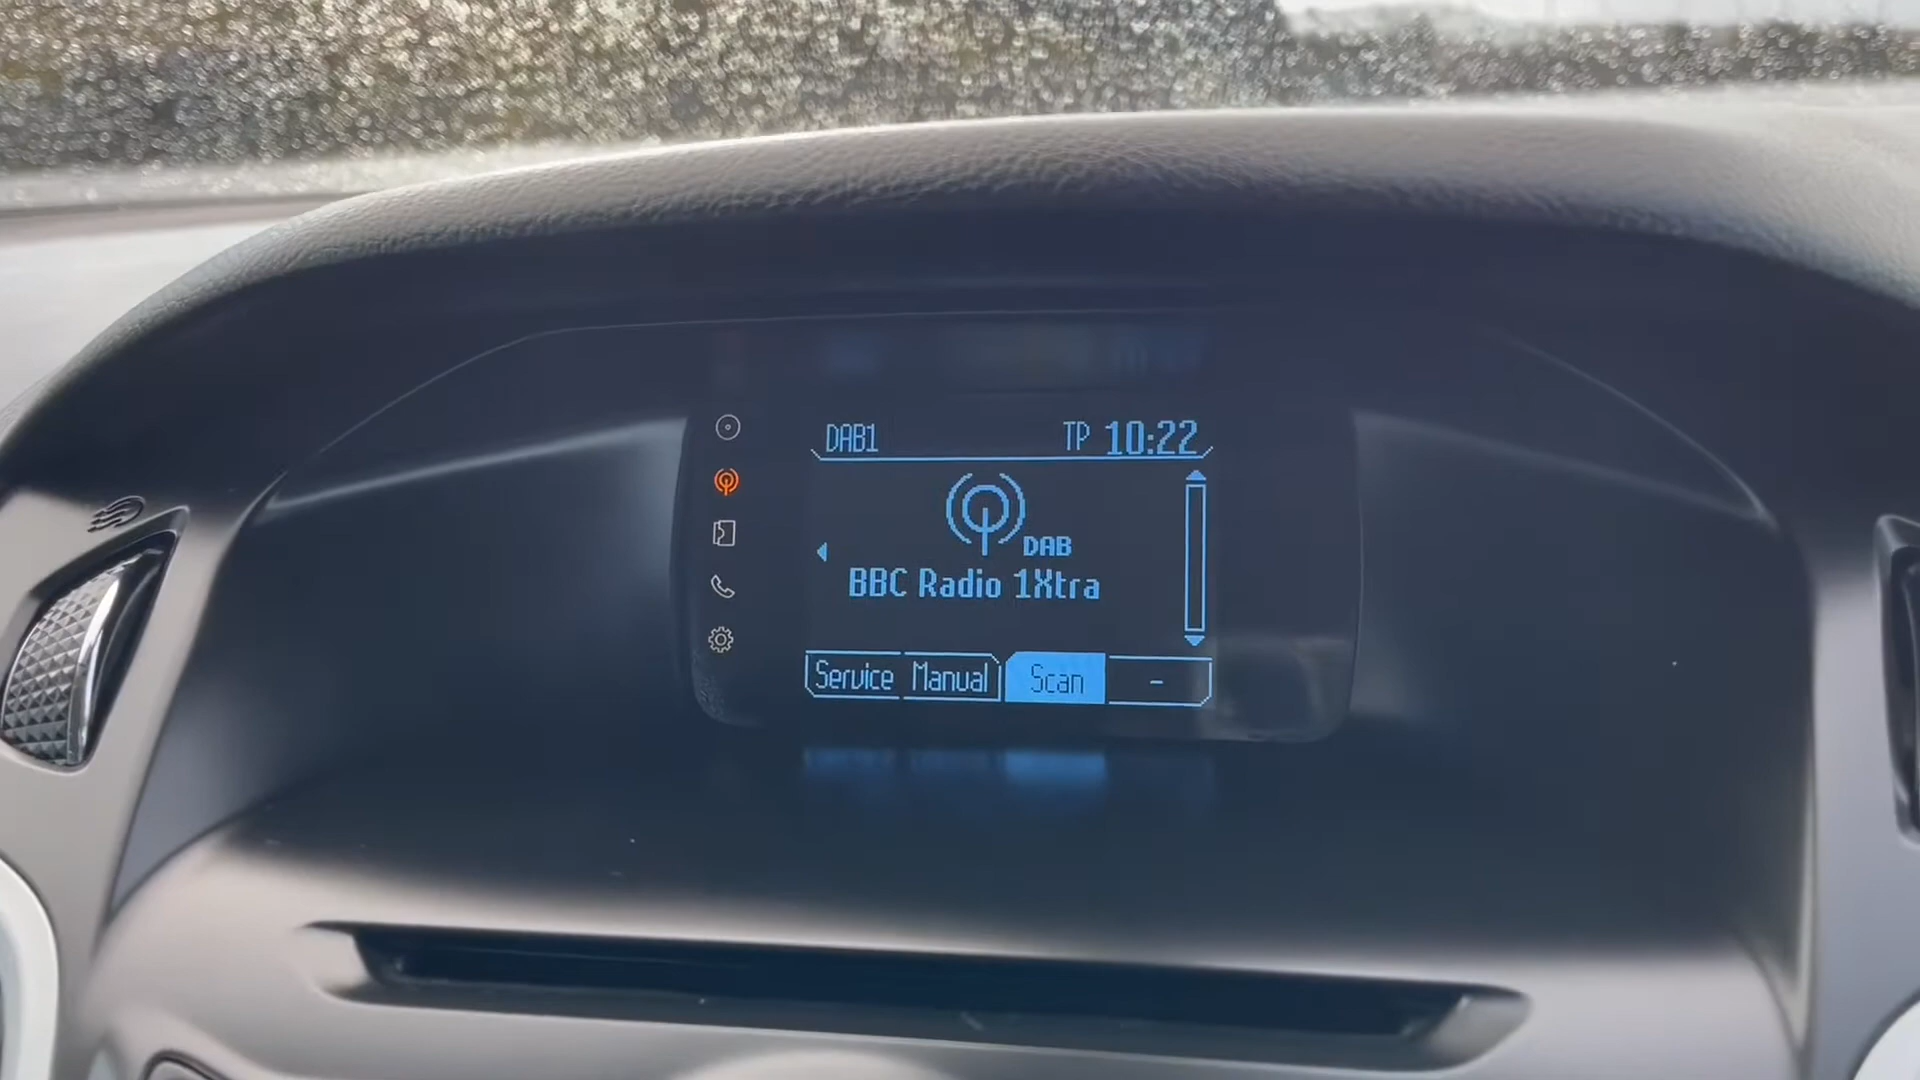 DAB1 TP 10:22
DAB
BBC Radio 1Xtra
Service Manual Scan -